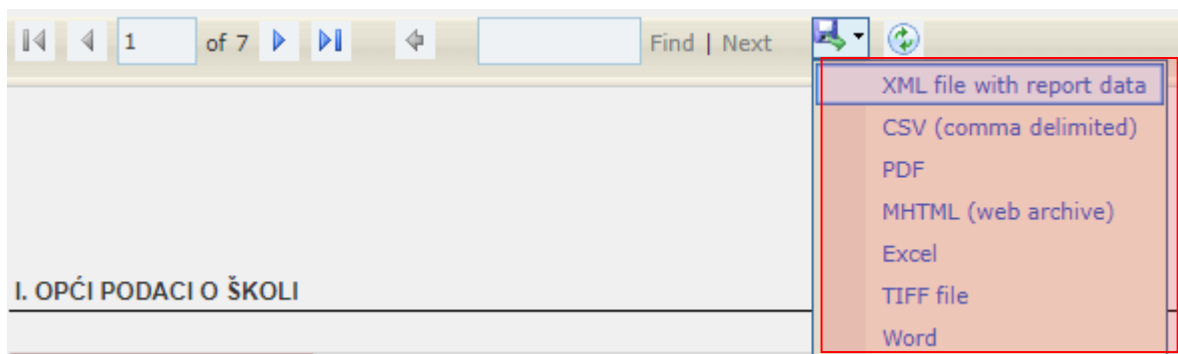 1 of 7 Find | Next
XML file with report data
CSV (comma delimited)
PDF
MHTML (web archive)
Excel
TIFF file
Word
I. OPĆI PODACI O ŠKOLI